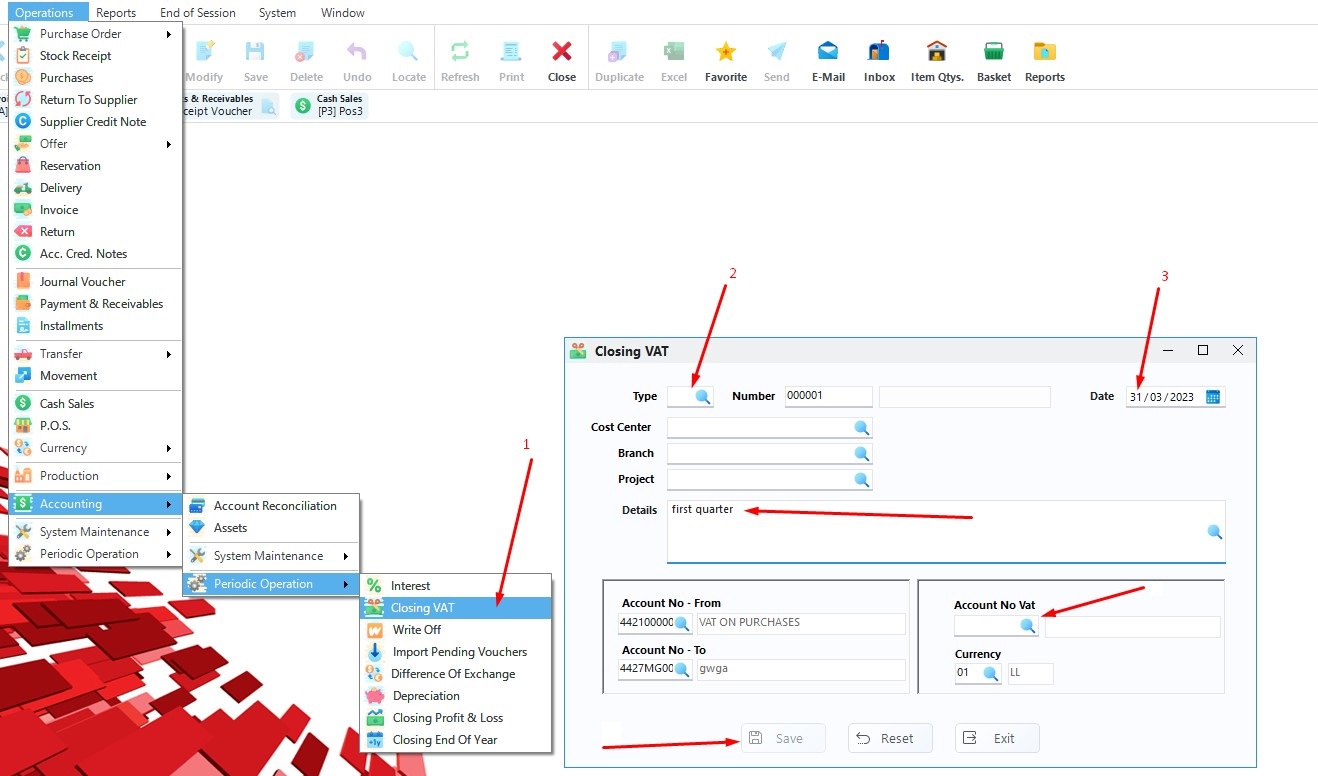 Operations Reports End of Session System Window
Modify Save Delete Undo Locate Refresh Print Close Duplicate Excel Favorite Send E-Mail Inbox Item Qtys. Basket Reports
s & Receivables
ceipt Voucher
Cash Sales
[P3] Pos3
Purchase Order
Stock Receipt
Purchases
Return To Supplier
Supplier Credit Note
Offer
Reservation
Delivery
Invoice
Return
Acc. Cred. Notes
Journal Voucher
Payment & Receivables
Installments
Transfer
Movement
Cash Sales
P.O.S.
Currency
Production
Accounting
System Maintenance
Periodic Operation
Account Reconciliation
Assets
System Maintenance
Periodic Operation
Interest
Closing VAT
Write Off
Import Pending Vouchers
Difference Of Exchange
Depreciation
Closing Profit & Loss
Closing End Of Year
1
2
3
Closing VAT
Type Number 000001 Date 31/03/2023
Cost Center
Branch
Project
Details first quarter
Account No - From
442100000 VAT ON PURCHASES
Account No - To
4427MG00 gwga
Account No Vat
Currency
01 LL
Save Reset Exit